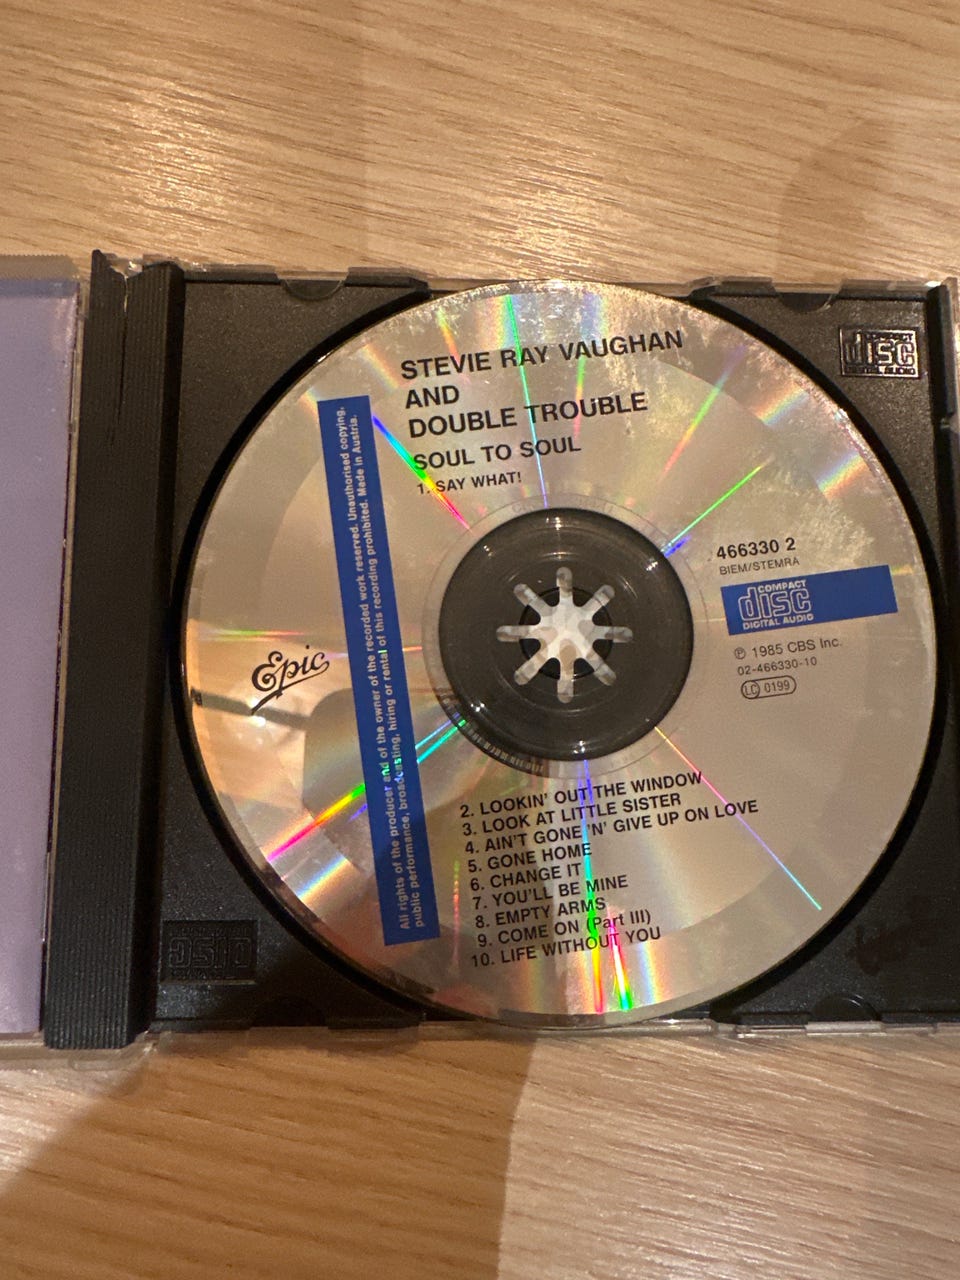 STEVIE RAY VAUGHAN
AND
DOUBLE TROUBLE
SOUL TO SOUL
1. SAY WHAT!
All rights of the producer and of the owner of the recorded work reserved. Unauthorised copying,
public performance, broadcasting, hiring or rental of this recording prohibited. Made in Austria.
466330 2
BIEM/STEMRA
COMPACT
disc
DIGITAL AUDIO
℗ 1985 CBS Inc.
02-466330-10
LC 0199
Epic
2. LOOKIN' OUT THE WINDOW
3. LOOK AT LITTLE SISTER
4. AIN'T GONE 'N' GIVE UP ON LOVE
5. GONE HOME
6. CHANGE IT
7. YOU'LL BE MINE
8. EMPTY ARMS
9. COME ON (Part III)
10. LIFE WITHOUT YOU
COMPACT
disc
DIGITAL AUDIO
disc